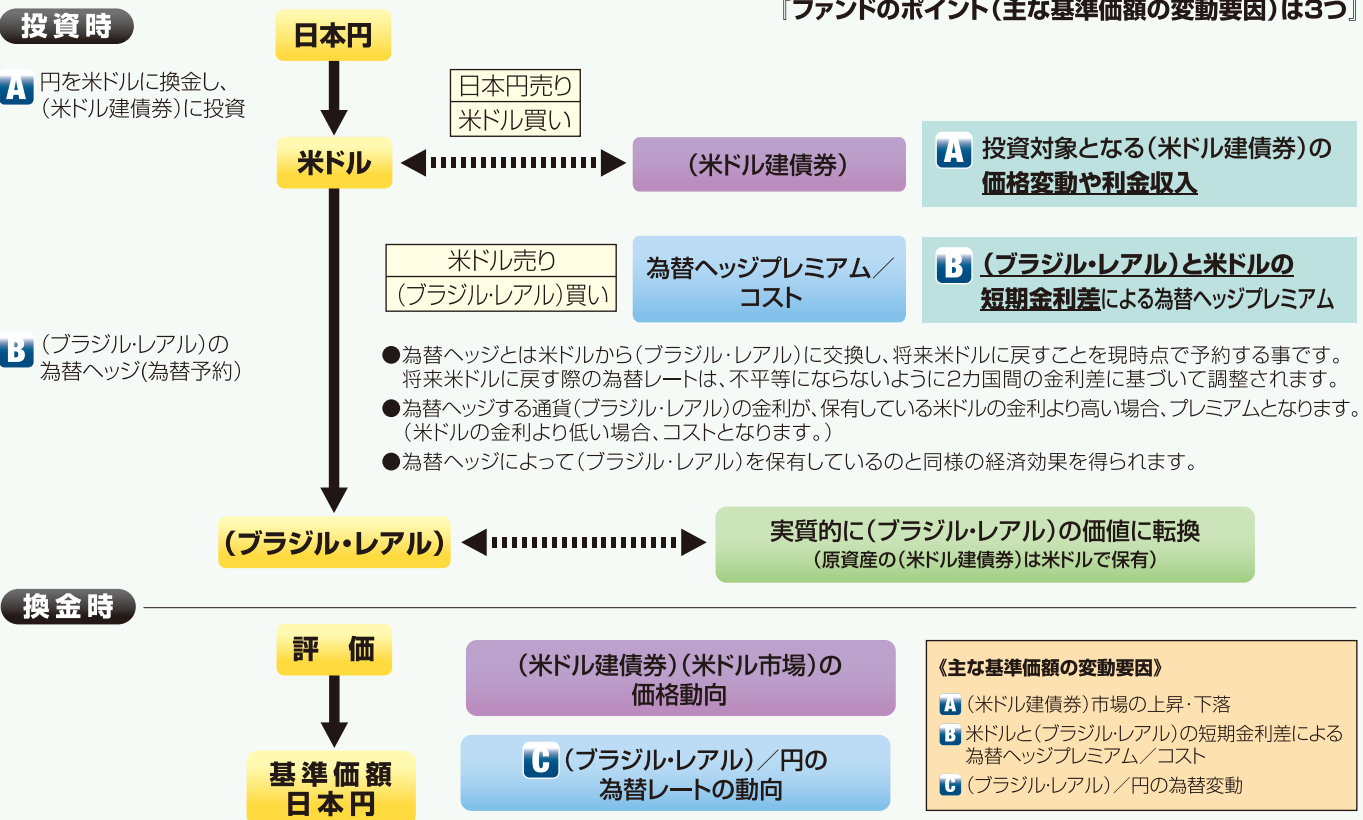 『ファンドのポイント(主な基準価額の変動要因)は3つ』
投資時
日本円
A 円を米ドルに換金し、
(米ドル建債券)に投資
日本円売り
米ドル買い
米ドル
(米ドル建債券)
A 投資対象となる(米ドル建債券)の
価格変動や利金収入
米ドル売り
(ブラジル・レアル)買い
為替ヘッジプレミアム/
コスト
B (ブラジル・レアル)と米ドルの
短期金利差による為替ヘッジプレミアム
B (ブラジル・レアル)の
為替ヘッジ(為替予約)
●為替ヘッジとは米ドルから(ブラジル・レアル)に交換し、将来米ドルに戻すことを現時点で予約する事です。
将来米ドルに戻す際の為替レートは、不平等にならないように2カ国間の金利差に基づいて調整されます。
●為替ヘッジする通貨(ブラジル・レアル)の金利が、保有している米ドルの金利より高い場合、プレミアムとなります。
(米ドルの金利より低い場合、コストとなります。)
●為替ヘッジによって(ブラジル・レアル)を保有しているのと同様の経済効果を得られます。
(ブラジル・レアル)
実質的に(ブラジル・レアル)の価値に転換
(原資産の(米ドル建債券)は米ドルで保有)
換金時
評 価
(米ドル建債券)(米ドル市場)の
価格動向
C (ブラジル・レアル)/円の
為替レートの動向
基準価額
日本円
《主な基準価額の変動要因》
A (米ドル建債券)市場の上昇・下落
B 米ドルと(ブラジル・レアル)の短期金利差による
為替ヘッジプレミアム/コスト
C (ブラジル・レアル)/円の為替変動